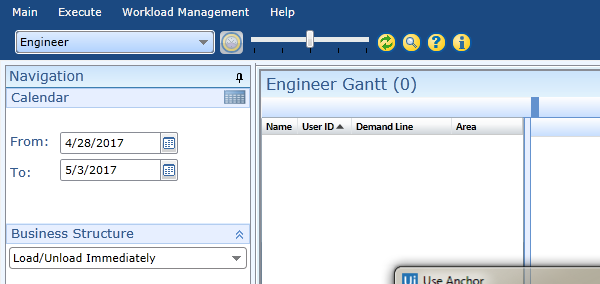 Main Execute Workload Management Help
Engineer
Navigation
Calendar
From: 4/28/2017
To: 5/3/2017
Business Structure
Load/Unload Immediately
Engineer Gantt (0)
Name User ID Demand Line Area
Ui Use Anchor